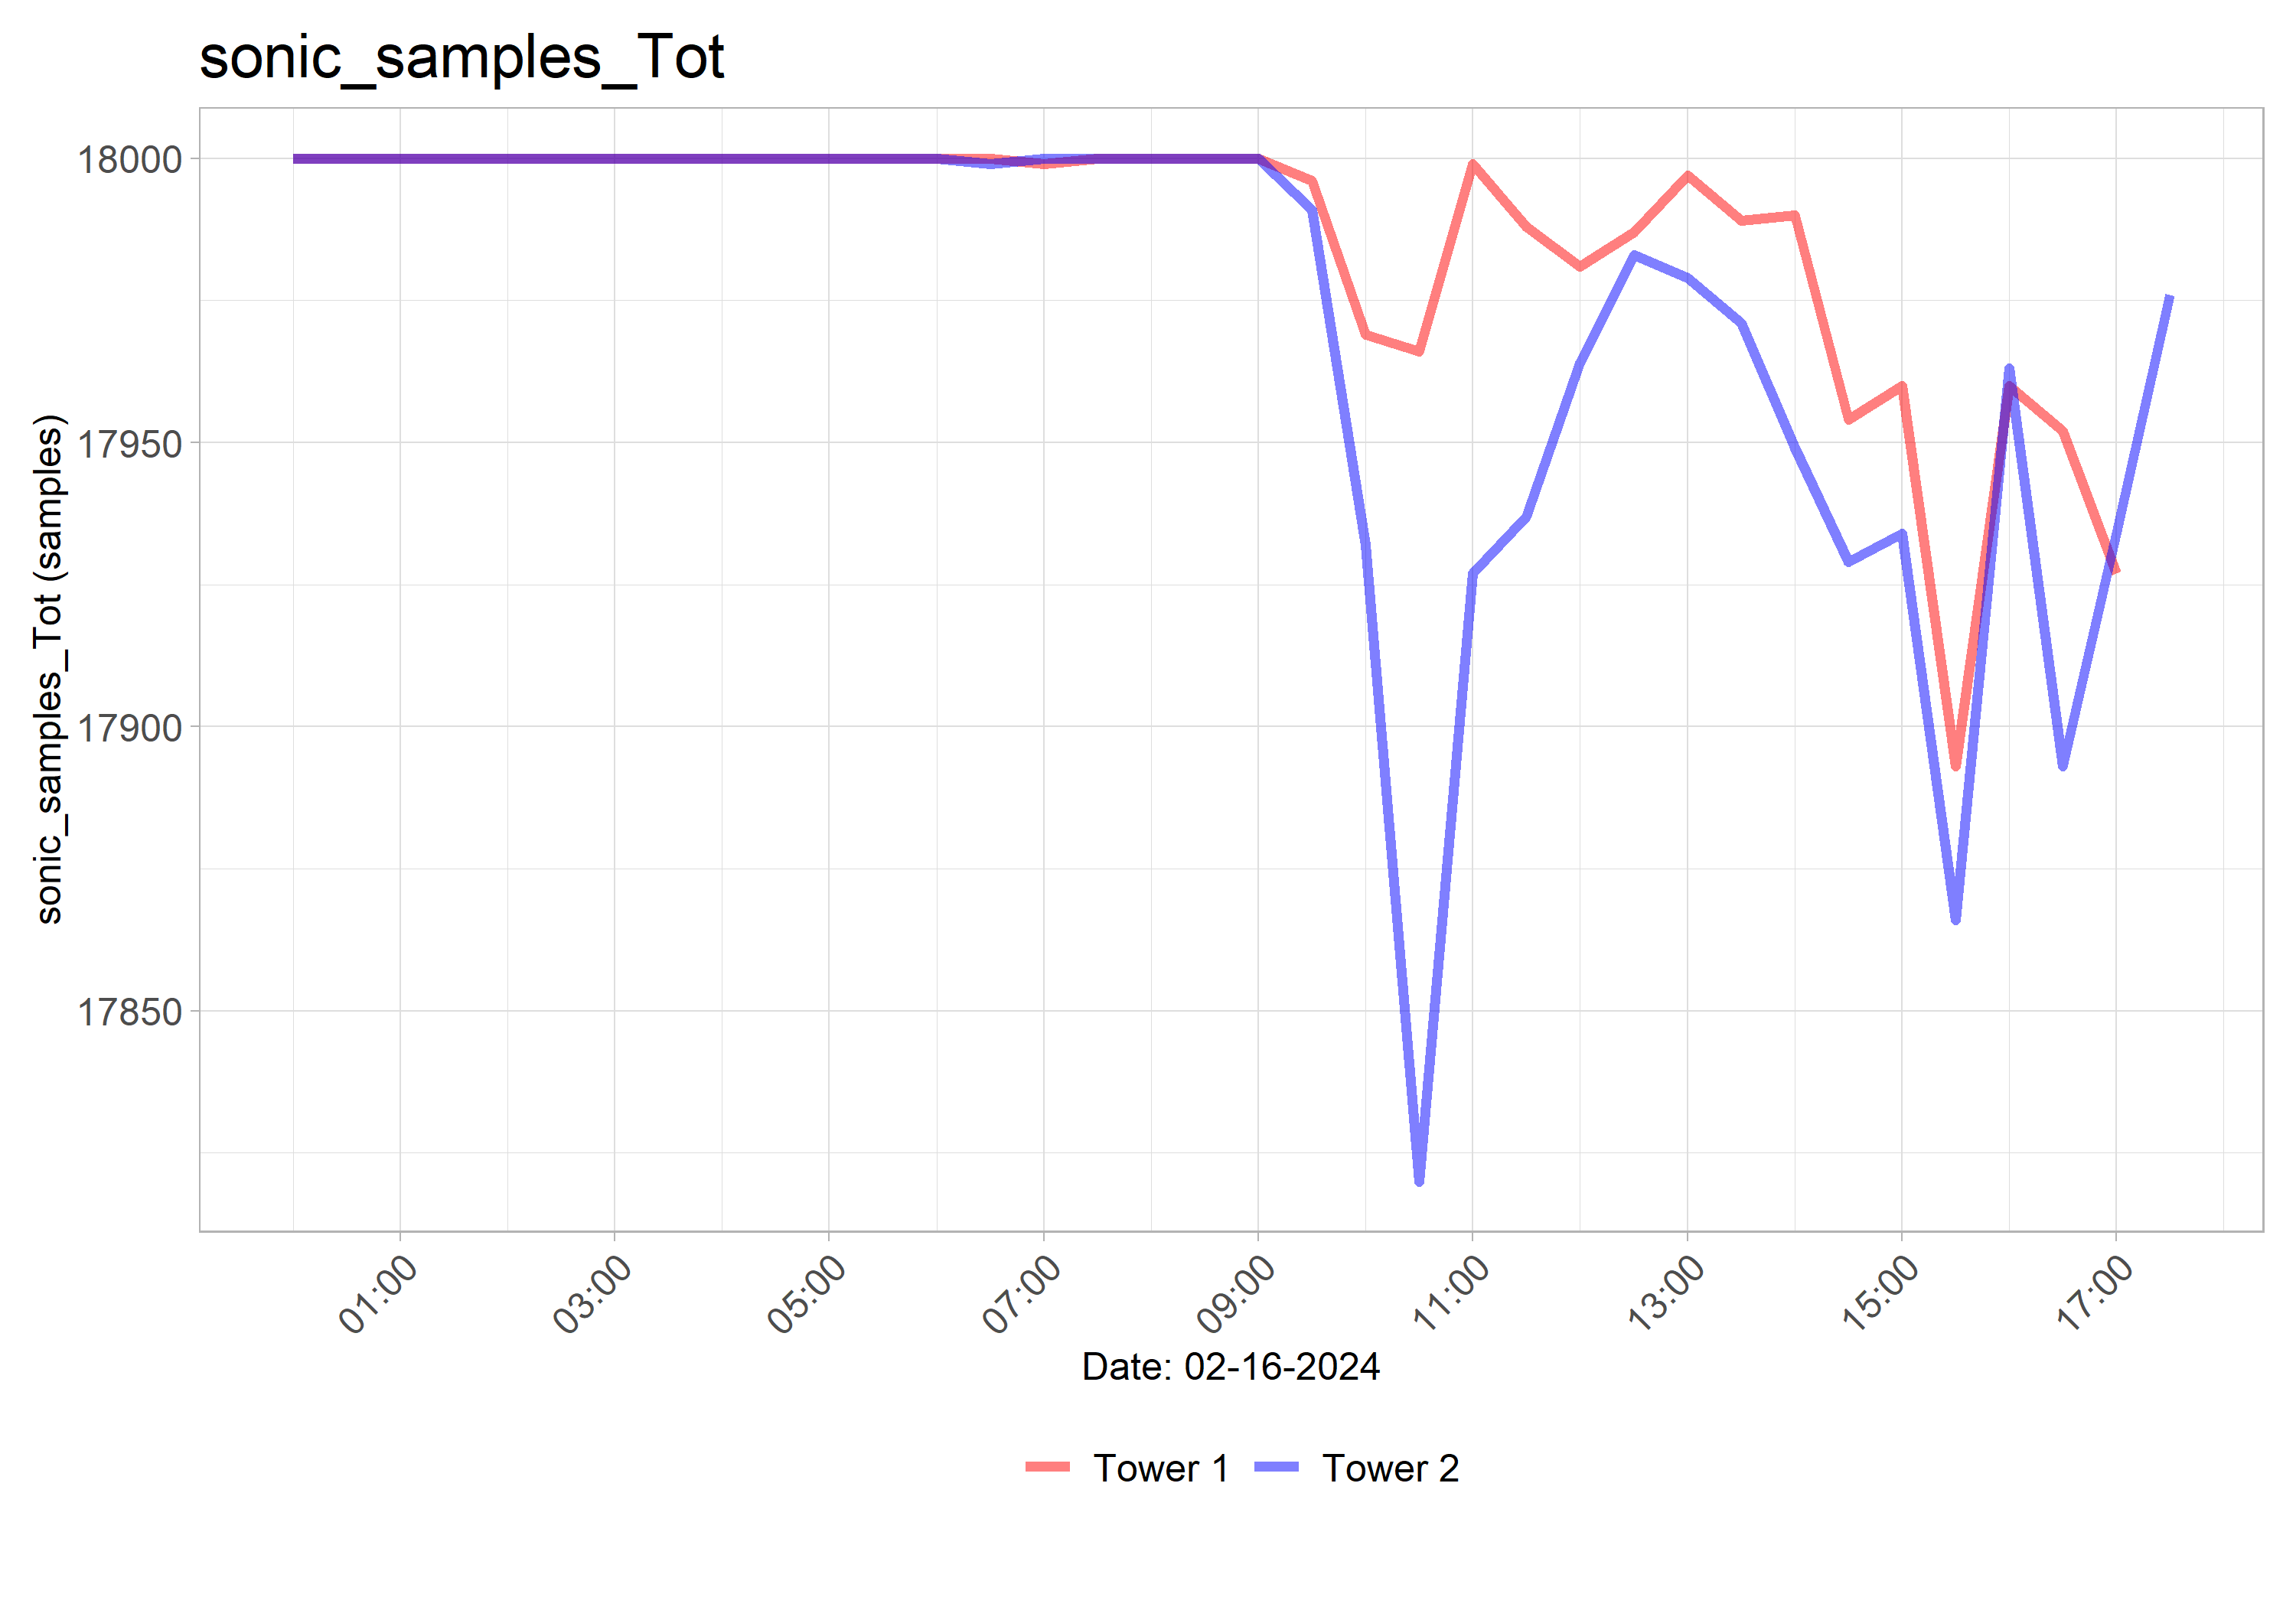 sonic_samples_Tot
sonic_samples_Tot (samples)
18000
17950
17900
17850
01:00
03:00
05:00
07:00
09:00
11:00
13:00
15:00
17:00
Date: 02-16-2024
Tower 1
Tower 2